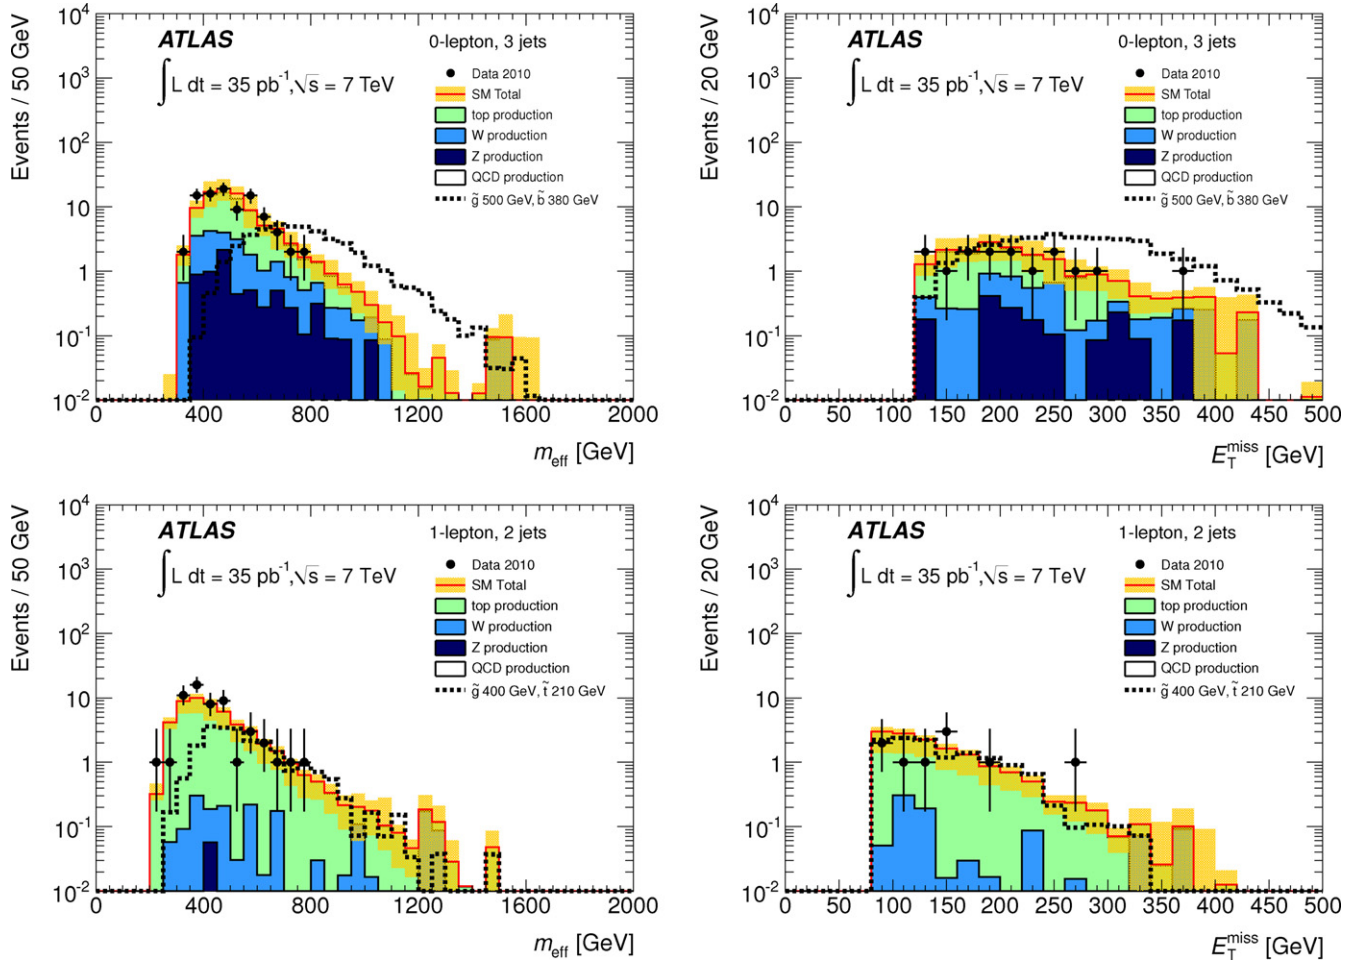 ATLAS
0-lepton, 3 jets
∫ L dt = 35 pb⁻¹,√s = 7 TeV
Data 2010
SM Total
top production
W production
Z production
QCD production
g̃ 500 GeV, b̃ 380 GeV
Events / 50 GeV
10⁴
10³
10²
10
1
10⁻¹
10⁻²
0 400 800 1200 1600 2000
m_eff [GeV]
ATLAS
0-lepton, 3 jets
∫ L dt = 35 pb⁻¹,√s = 7 TeV
Data 2010
SM Total
top production
W production
Z production
QCD production
g̃ 500 GeV, b̃ 380 GeV
Events / 20 GeV
10⁴
10³
10²
10
1
10⁻¹
10⁻²
0 50 100 150 200 250 300 350 400 450 500
E_T^miss [GeV]
ATLAS
1-lepton, 2 jets
∫ L dt = 35 pb⁻¹,√s = 7 TeV
Data 2010
SM Total
top production
W production
Z production
QCD production
g̃ 400 GeV, t̃ 210 GeV
Events / 50 GeV
10⁴
10³
10²
10
1
10⁻¹
10⁻²
0 400 800 1200 1600 2000
m_eff [GeV]
ATLAS
1-lepton, 2 jets
∫ L dt = 35 pb⁻¹,√s = 7 TeV
Data 2010
SM Total
top production
W production
Z production
QCD production
g̃ 400 GeV, t̃ 210 GeV
Events / 20 GeV
10⁴
10³
10²
10
1
10⁻¹
10⁻²
0 50 100 150 200 250 300 350 400 450 500
E_T^miss [GeV]